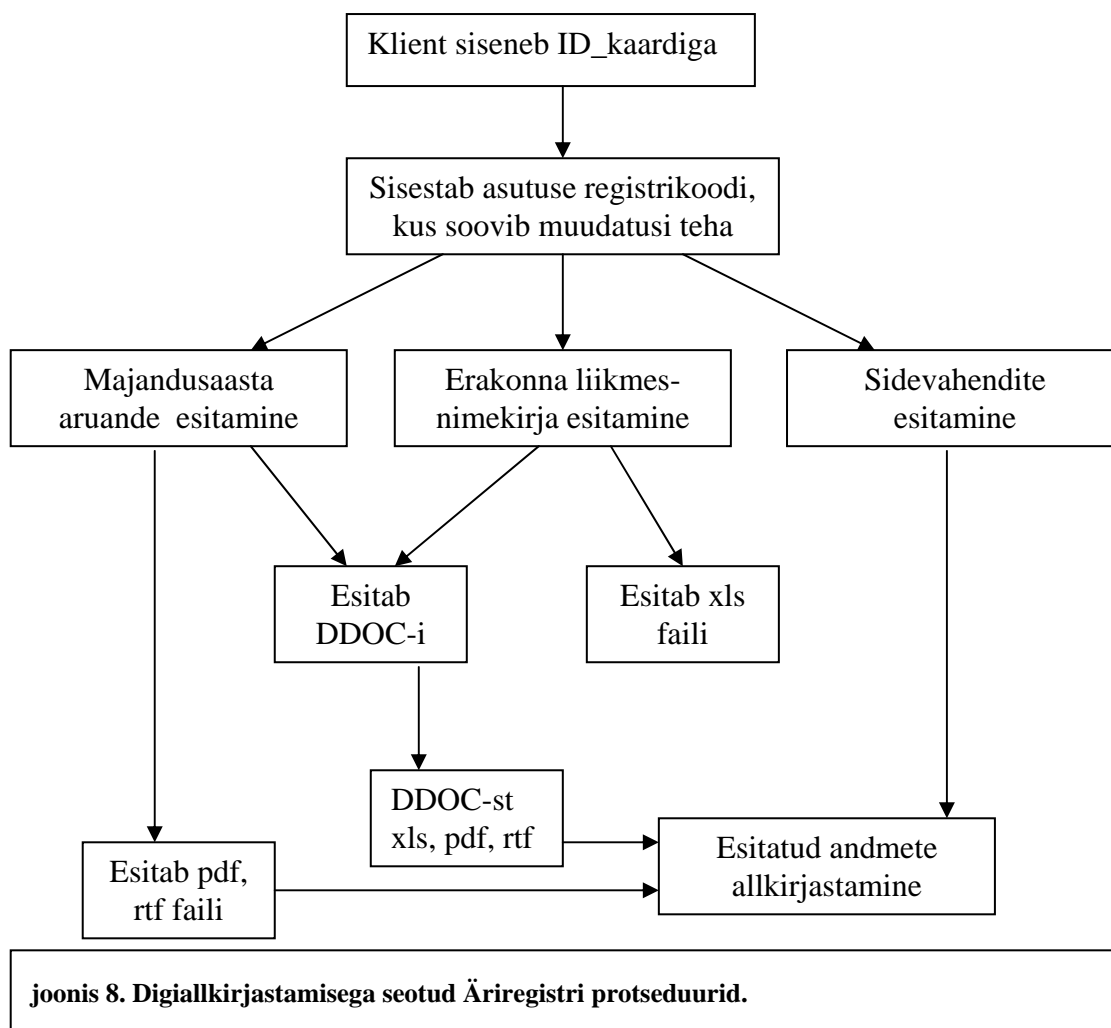 Klient siseneb ID_kaardiga
Sisestab asutuse registrikoodi,
kus soovib muudatusi teha
Majandusaasta
aruande esitamine
Erakonna liikmes-
nimekirja esitamine
Sidevahendite
esitamine
Esitab
DDOC-i
Esitab xls
faili
DDOC-st
xls, pdf, rtf
Esitatud andmete
allkirjastamine
Esitab pdf,
rtf faili
joonis 8. Digiallkirjastamisega seotud Äriregistri protseduurid.